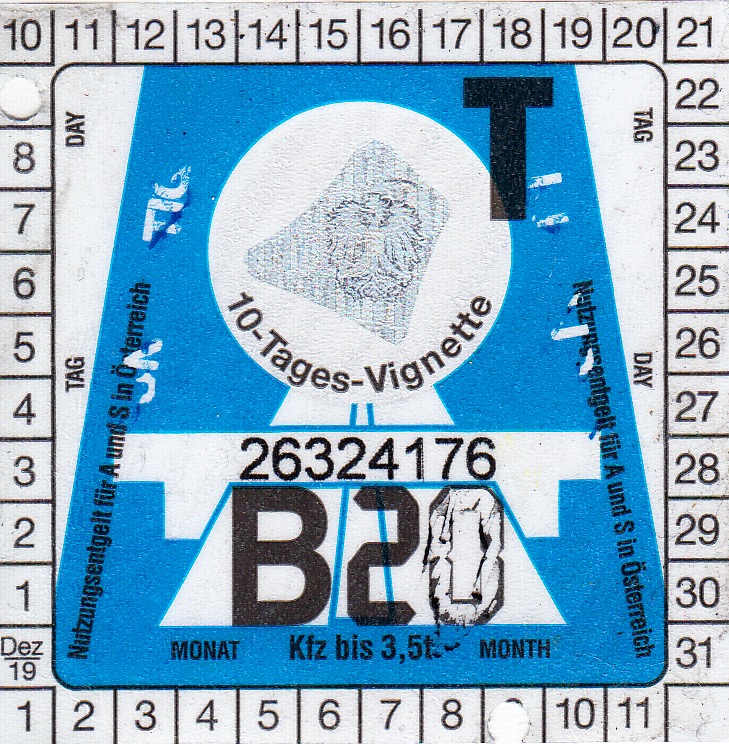 10 11 12 13 14 15 16 17 18 19 20 21
22
23
24
25
26
27
28
29
30
31
8
7
6
5
4
3
2
1
Dez
19
1 2 3 4 5 6 7 8 10 11
DAY
TAG
TAG
DAY
T
10-Tages-Vignette
Nutzungsentgelt für A und S in Österreich
Nutzungsentgelt für A und S in Österreich
26324176
B20
MONAT Kfz bis 3,5t. MONTH